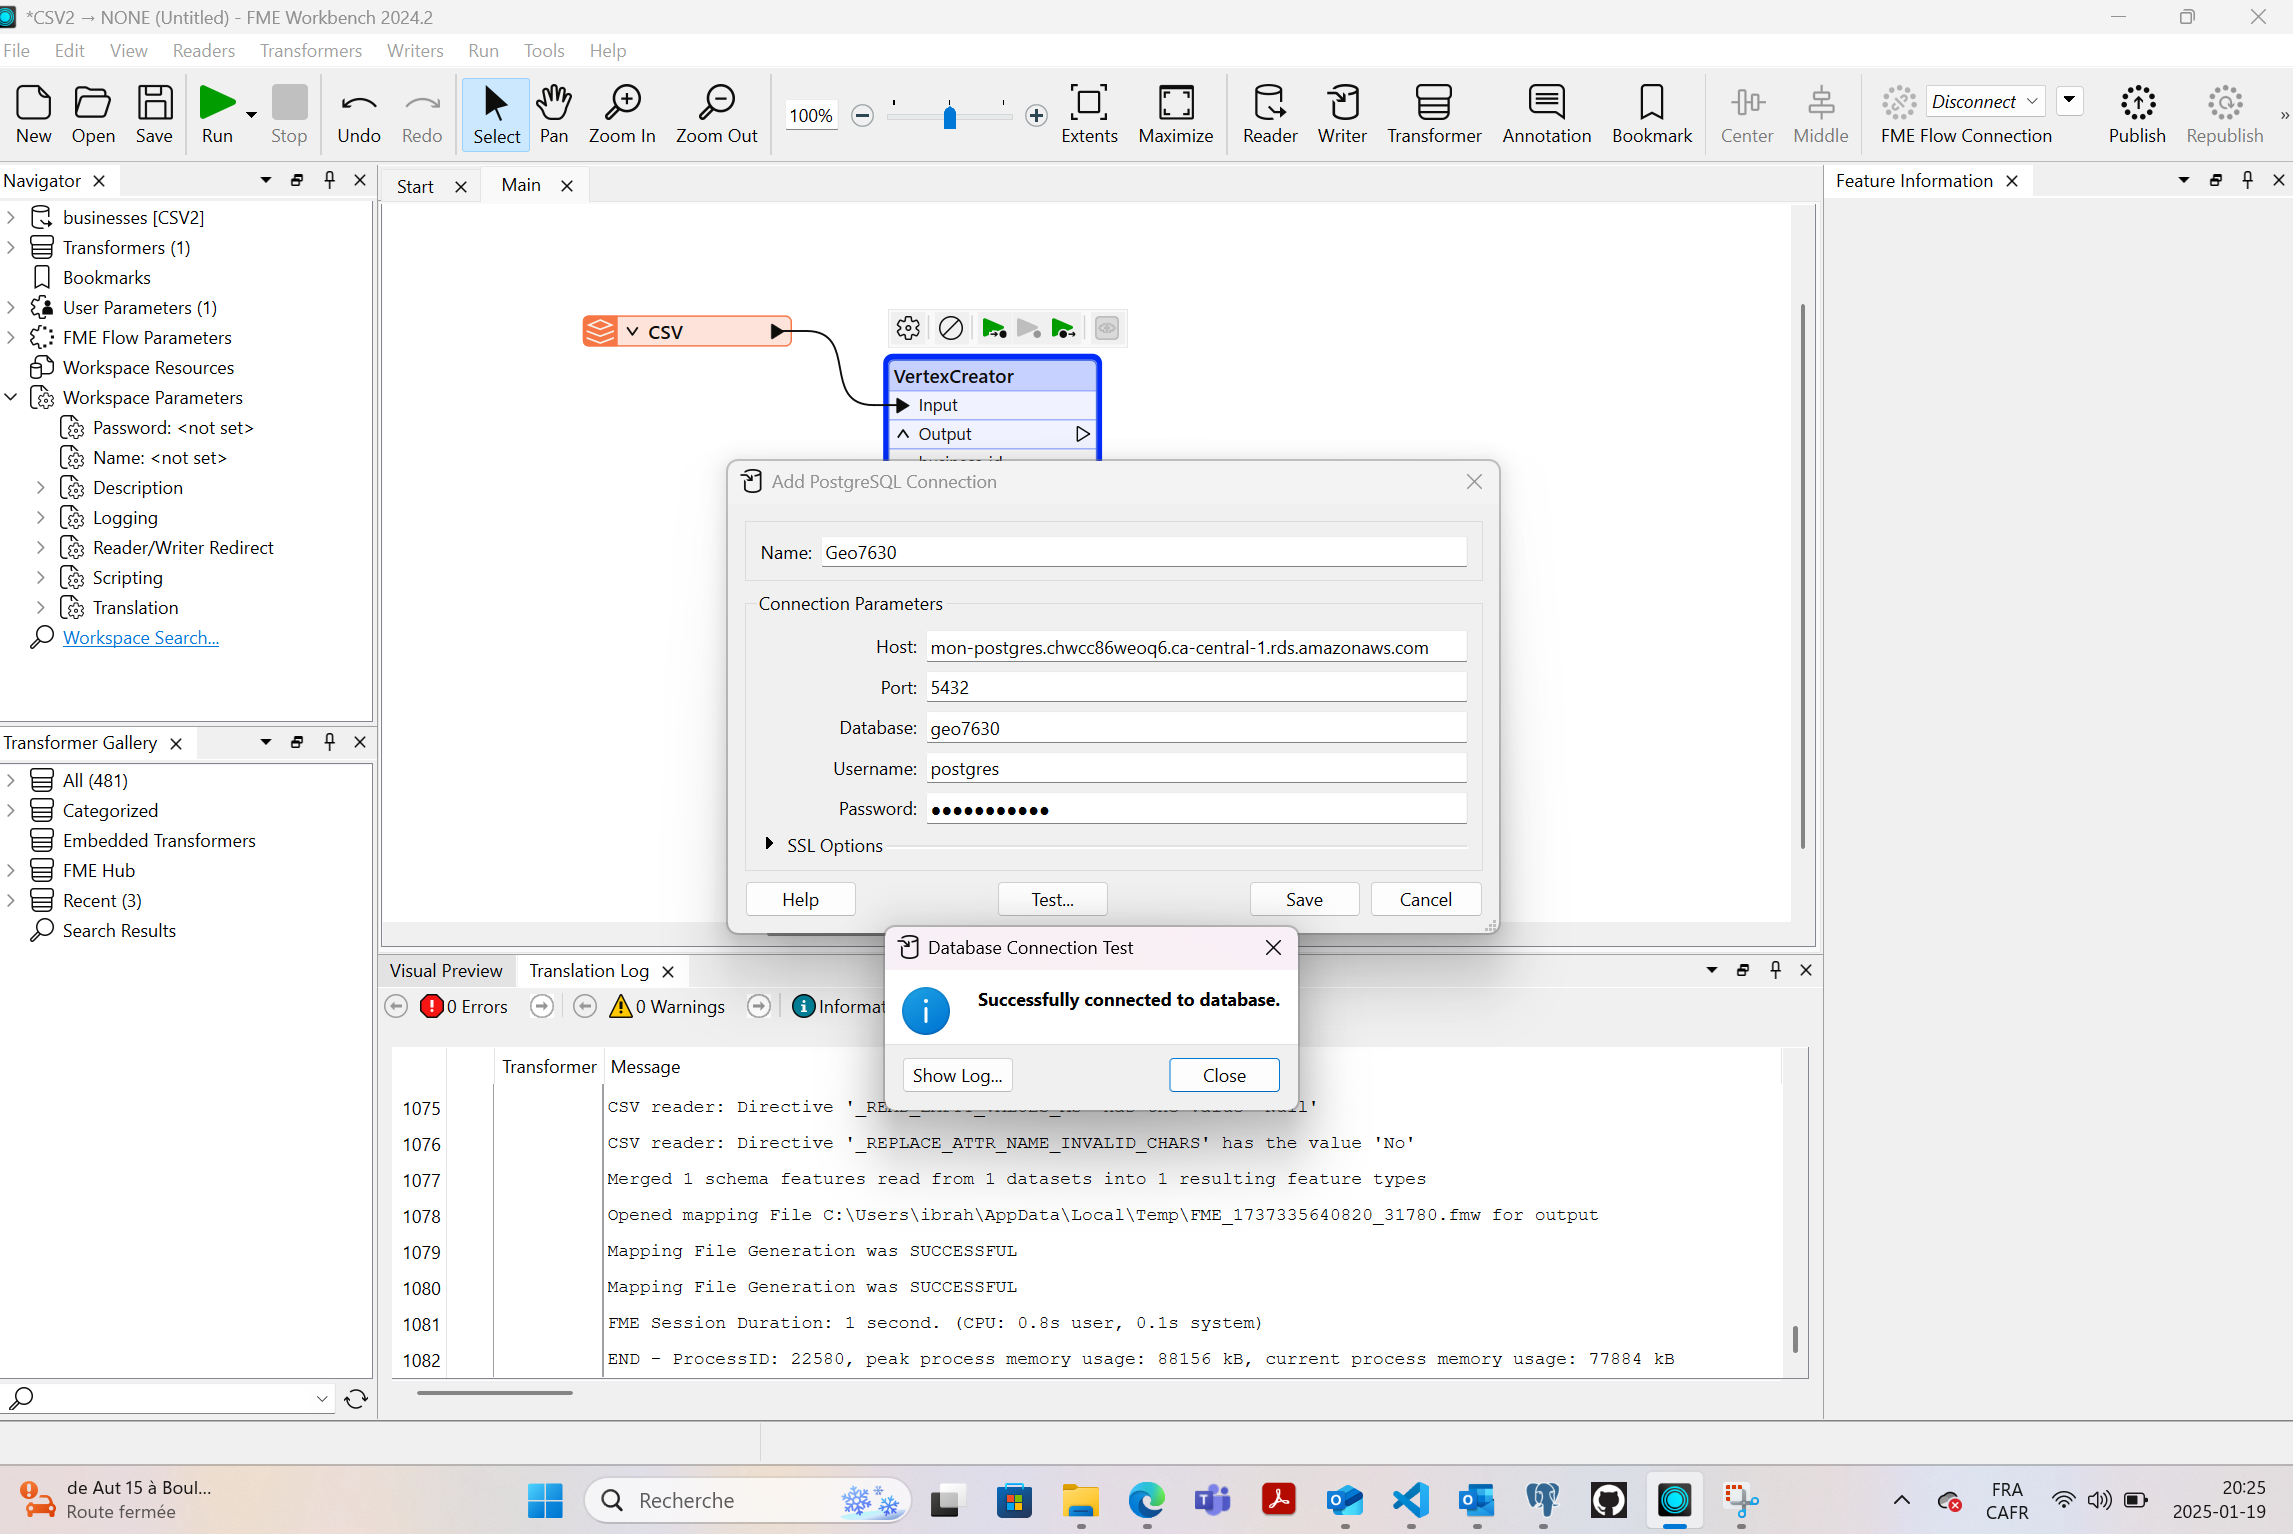 *CSV2 → NONE (Untitled) - FME Workbench 2024.2
File Edit View Readers Transformers Writers Run Tools Help
New Open Save Run Stop Undo Redo Select Pan Zoom In Zoom Out 100% Extents Maximize Reader Writer Transformer Annotation Bookmark Center Middle Disconnect FME Flow Connection Publish Republish »
Navigator
businesses [CSV2]
Transformers (1)
Bookmarks
User Parameters (1)
FME Flow Parameters
Workspace Resources
Workspace Parameters
Password: <not set>
Name: <not set>
Description
Logging
Reader/Writer Redirect
Scripting
Translation
Workspace Search...
Transformer Gallery
All (481)
Categorized
Embedded Transformers
FME Hub
Recent (3)
Search Results
Start Main
CSV
VertexCreator
Input
Output
Add PostgreSQL Connection
Name: Geo7630
Connection Parameters
Host: mon-postgres.chwcc86weoq6.ca-central-1.rds.amazonaws.com
Port: 5432
Database: geo7630
Username: postgres
Password: ●●●●●●●●●●●
SSL Options
Help Test... Save Cancel
Database Connection Test
Successfully connected to database.
Show Log... Close
Visual Preview Translation Log
0 Errors 0 Warnings Informat
Transformer Message
1075 CSV reader: Directive '
1076 CSV reader: Directive '_REPLACE_ATTR_NAME_INVALID_CHARS' has the value 'No'
1077 Merged 1 schema features read from 1 datasets into 1 resulting feature types
1078 Opened mapping File C:\Users\ibrah\AppData\Local\Temp\FME_1737335640820_31780.fmw for output
1079 Mapping File Generation was SUCCESSFUL
1080 Mapping File Generation was SUCCESSFUL
1081 FME Session Duration: 1 second. (CPU: 0.8s user, 0.1s system)
1082 END - ProcessID: 22580, peak process memory usage: 88156 kB, current process memory usage: 77884 kB
Feature Information
de Aut 15 à Boul...
Route fermée
Recherche
FRA
CAFR
20:25
2025-01-19